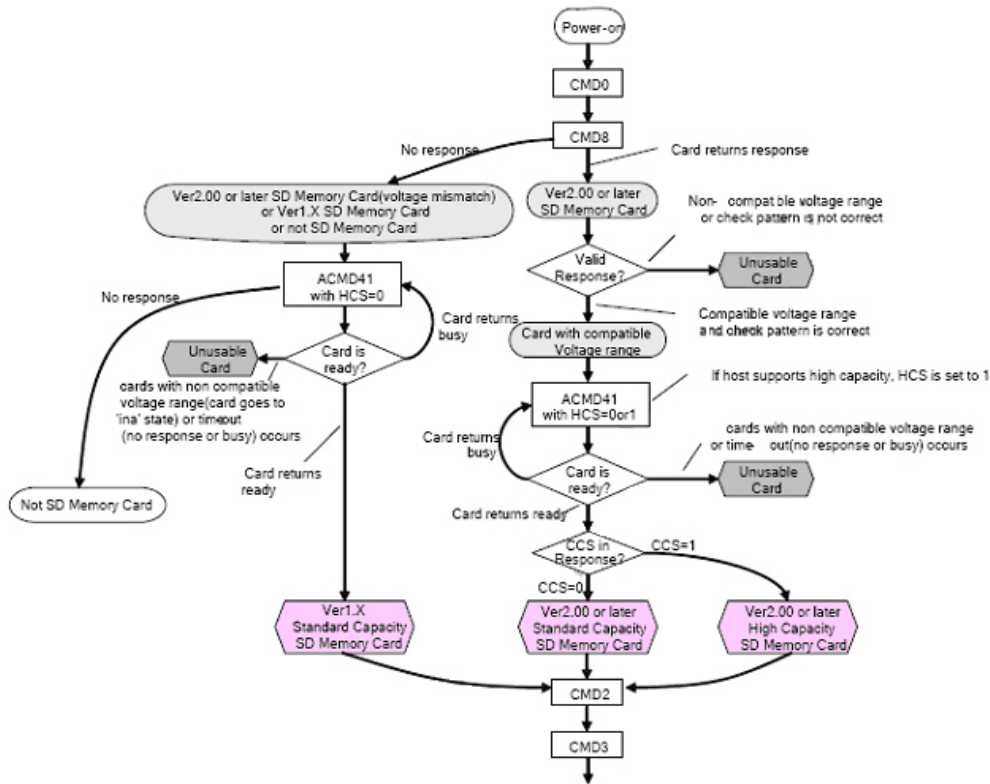 Power-on
CMD0
CMD8
No response
Card returns response
Ver2.00 or later SD Memory Card(voltage mismatch)
or Ver1.X SD Memory Card
or not SD Memory Card
Ver2.00 or later
SD Memory Card
Non- compatible voltage range
or check pattern is not correct
Valid
Response?
Unusable
Card
ACMD41
with HCS=0
No response
Card returns
busy
Compatible voltage range
and check pattern is correct
Card with compatible
Voltage range
Card is
ready?
Unusable
Card
cards with non compatible
voltage range(card goes to
'ina' state) or timeout
(no response or busy) occurs
If host supports high capacity, HCS is set to 1
ACMD41
with HCS=0or1
Card returns
busy
cards with non compatible voltage range
or time- out(no response or busy) occurs
Card is
ready?
Unusable
Card
Card returns
ready
Not SD Memory Card
Card returns ready
CCS in
Response?
CCS=1
CCS=0
Ver1.X
Standard Capacity
SD Memory Card
Ver2.00 or later
Standard Capacity
SD Memory Card
Ver2.00 or later
High Capacity
SD Memory Card
CMD2
CMD3